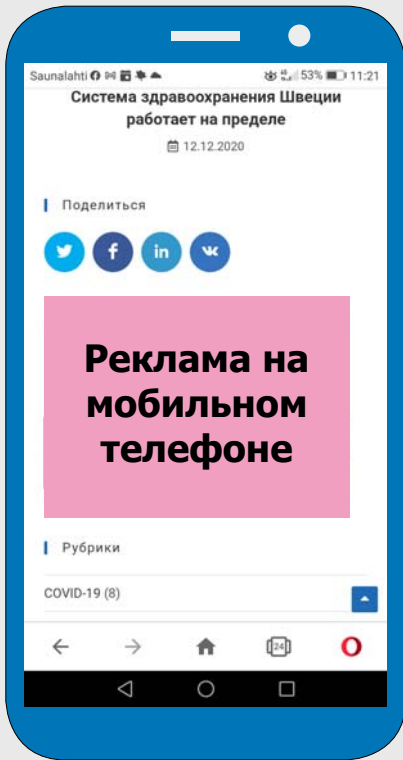 Saunalahti 53% 11:21
Система здравоохранения Швеции
работает на пределе
12.12.2020
Поделиться
Реклама на
мобильном
телефоне
Рубрики
COVID-19 (8)
24